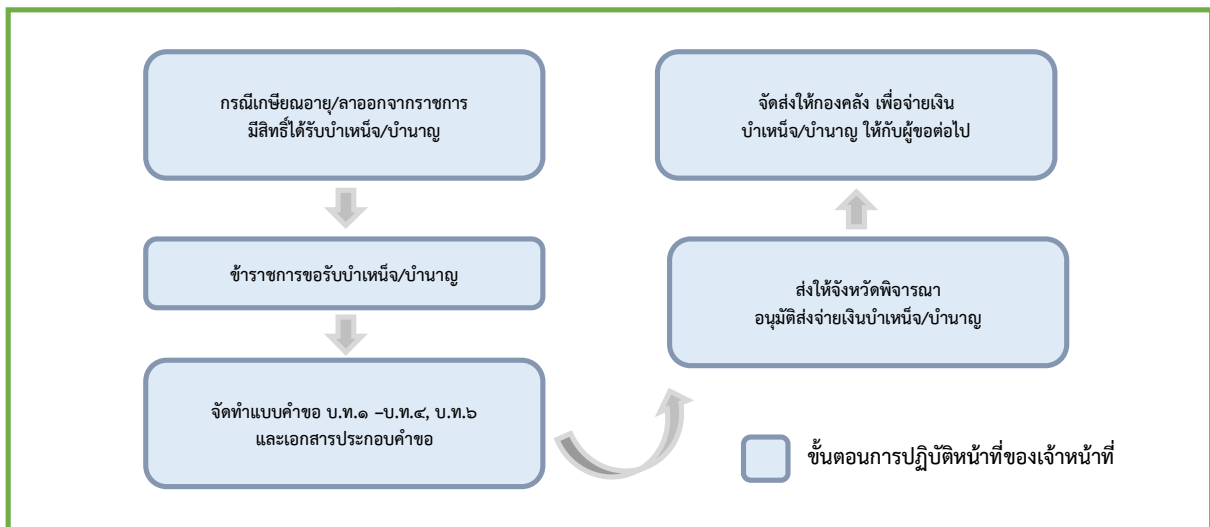 กรณีเกษียณอายุ/ลาออกจากราชการ
มีสิทธิ์ได้รับบำเหน็จ/บำนาญ
ข้าราชการขอรับบำเหน็จ/บำนาญ
จัดทำแบบคำขอ บ.ท.๑ –บ.ท.๔, บ.ท.๖
และเอกสารประกอบคำขอ
ส่งให้จังหวัดพิจารณา
อนุมัติส่งจ่ายเงินบำเหน็จ/บำนาญ
จัดส่งให้กองคลัง เพื่อจ่ายเงิน
บำเหน็จ/บำนาญ ให้กับผู้ขอต่อไป
ขั้นตอนการปฏิบัติหน้าที่ของเจ้าหน้าที่